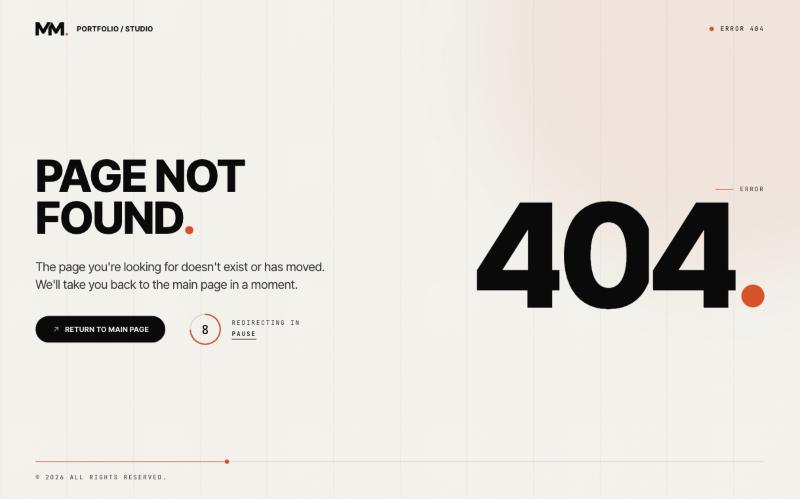 MM.
PORTFOLIO / STUDIO
ERROR 404
PAGE NOT
FOUND.
The page you're looking for doesn't exist or has moved.
We'll take you back to the main page in a moment.
↗ RETURN TO MAIN PAGE
8
REDIRECTING IN
PAUSE
ERROR
404.
© 2026 ALL RIGHTS RESERVED.